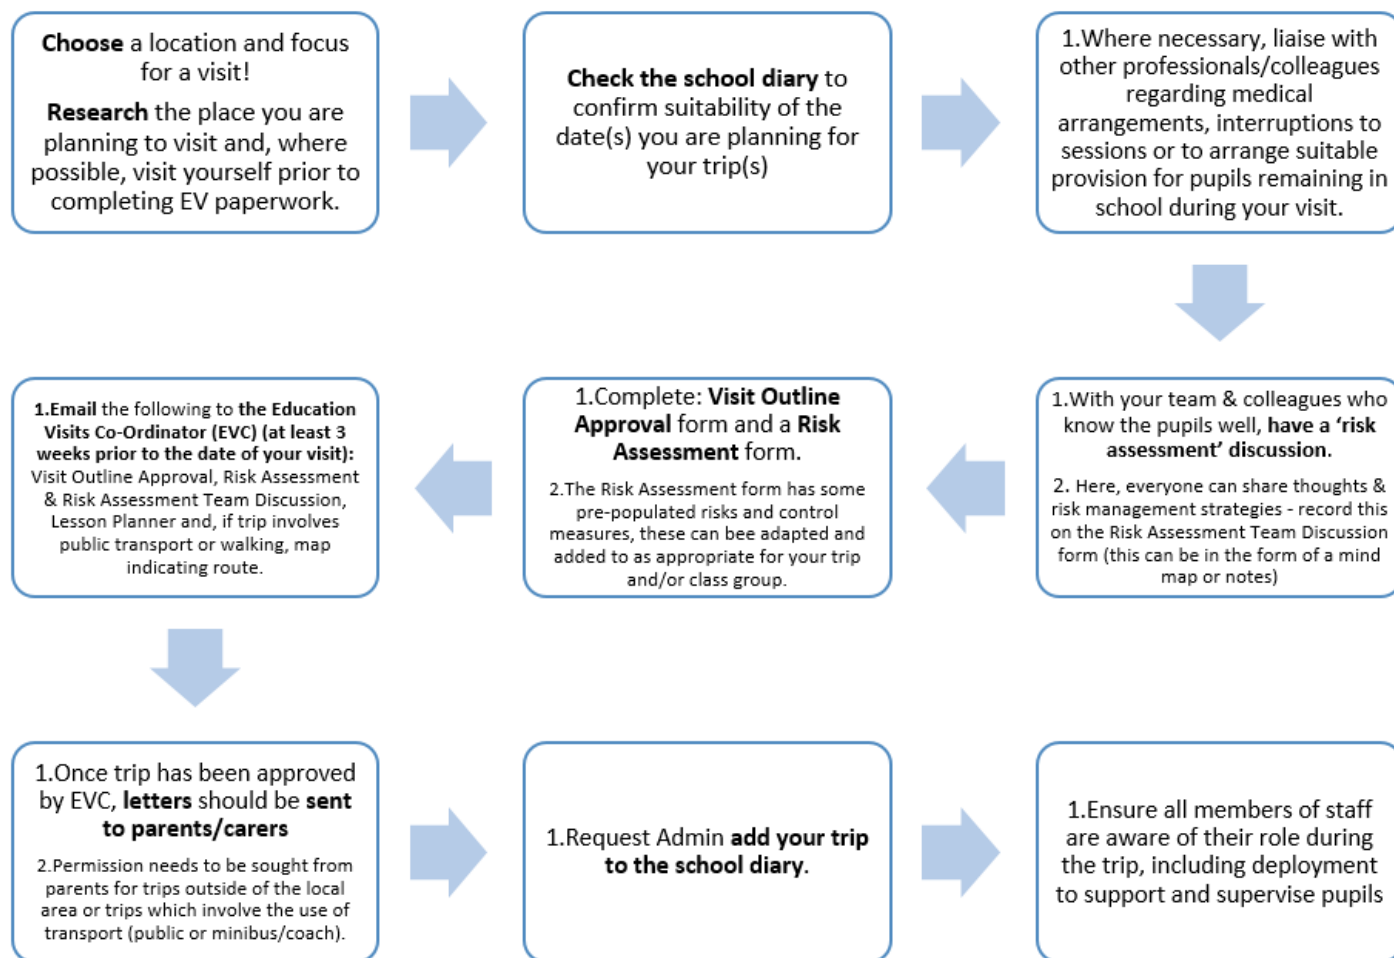 Choose a location and focus
for a visit!
Research the place you are
planning to visit and, where
possible, visit yourself prior to
completing EV paperwork.
Check the school diary to
confirm suitability of the
date(s) you are planning for
your trip(s)
1.Where necessary, liaise with
other professionals/colleagues
regarding medical
arrangements, interruptions to
sessions or to arrange suitable
provision for pupils remaining in
school during your visit.
1.With your team & colleagues who
know the pupils well, have a ‘risk
assessment’ discussion.
2. Here, everyone can share thoughts &
risk management strategies - record this
on the Risk Assessment Team Discussion
form (this can be in the form of a mind
map or notes)
1.Complete: Visit Outline
Approval form and a Risk
Assessment form.
2.The Risk Assessment form has some
pre-populated risks and control
measures, these can bee adapted and
added to as appropriate for your trip
and/or class group.
1.Email the following to the Education
Visits Co-Ordinator (EVC) (at least 3
weeks prior to the date of your visit):
Visit Outline Approval, Risk Assessment
& Risk Assessment Team Discussion,
Lesson Planner and, if trip involves
public transport or walking, map
indicating route.
1.Once trip has been approved
by EVC, letters should be sent
to parents/carers
2.Permission needs to be sought from
parents for trips outside of the local
area or trips which involve the use of
transport (public or minibus/coach).
1.Request Admin add your trip
to the school diary.
1.Ensure all members of staff
are aware of their role during
the trip, including deployment
to support and supervise pupils